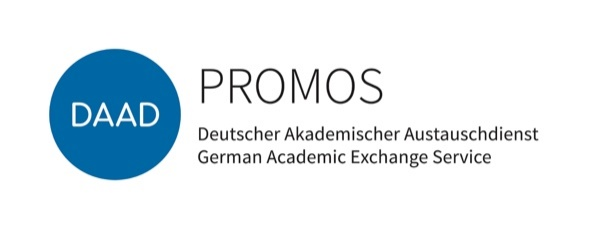 DAAD
PROMOS
Deutscher Akademischer Austauschdienst
German Academic Exchange Service